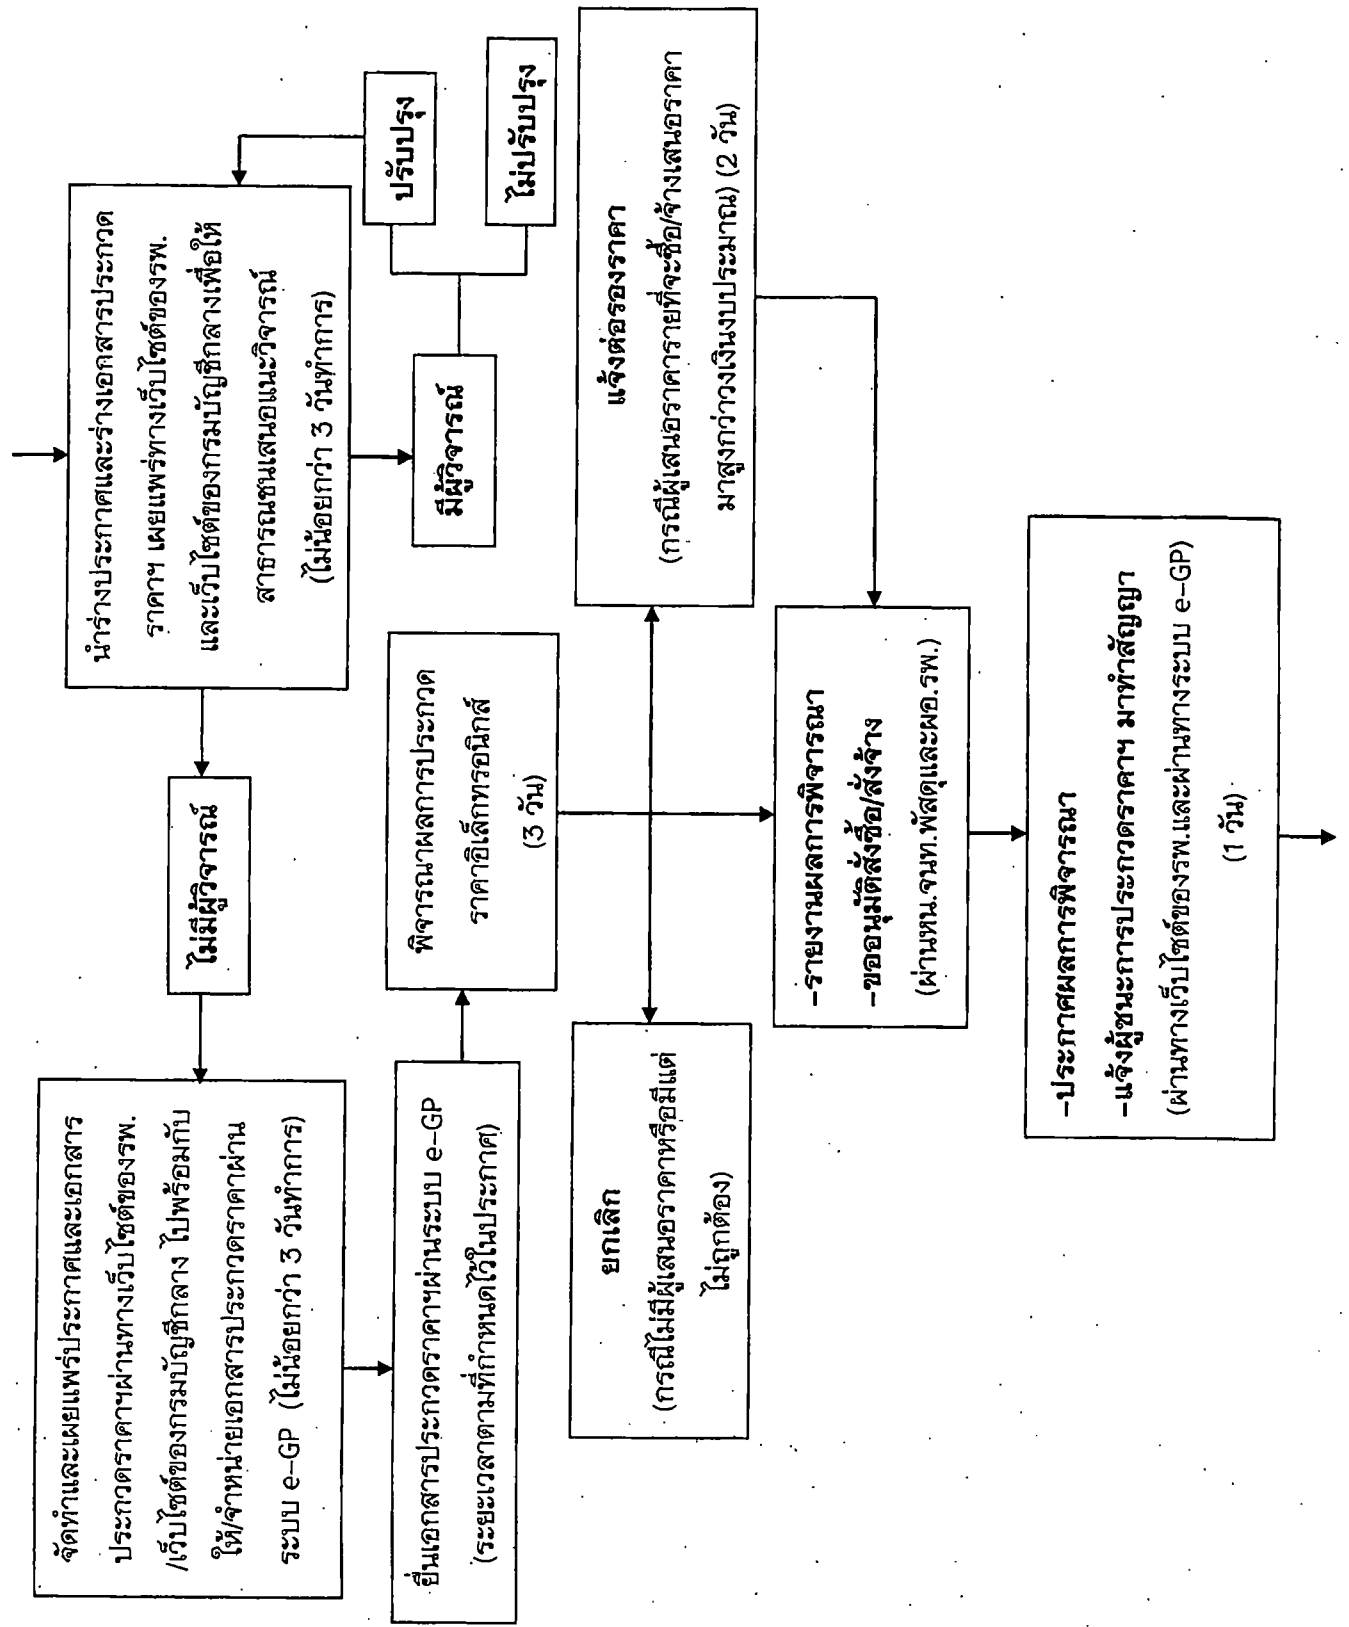 นำร่างประกาศและร่างเอกสารประกวด
ราคาฯ เผยแพร่ทางเว็บไซต์ของรพ.
และเว็บไซต์ของกรมบัญชีกลางเพื่อให้
สาธารณชนเสนอแนะวิจารณ์
(ไม่น้อยกว่า 3 วันทำการ)
ปรับปรุง
ไม่ปรับปรุง
มีผู้วิจารณ์
ไม่มีผู้วิจารณ์
จัดทำและเผยแพร่ประกาศและเอกสาร
ประกวดราคาฯผ่านทางเว็บไซต์ของรพ.
/เว็บไซต์ของกรมบัญชีกลาง ไปพร้อมกับ
ให้/จำหน่ายเอกสารประกวดราคาผ่าน
ระบบ e-GP (ไม่น้อยกว่า 3 วันทำการ)
ยื่นเอกสารประกวดราคาฯผ่านระบบ e-GP
(ระยะเวลาตามที่กำหนดไว้ในประกาศ)
พิจารณาผลการประกวด
ราคาอิเล็กทรอนิกส์
(3 วัน)
แจ้งต่อรองราคา
(กรณีผู้เสนอราคารายที่จะซื้อ/จ้างเสนอราคา
มาสูงกว่าวงเงินงบประมาณ) (2 วัน)
ยกเลิก
(กรณีไม่มีผู้เสนอราคาหรือมีแต่
ไม่ถูกต้อง)
-รายงานผลการพิจารณา
-ขออนุมัติสั่งซื้อ/สั่งจ้าง
(ผ่านหน.จนท.พัสดุและผอ.รพ.)
-ประกาศผลการพิจารณา
-แจ้งผู้ชนะการประกวดราคาฯ มาทำสัญญา
(ผ่านทางเว็บไซต์ของรพ.และผ่านทางระบบ e-GP)
(1 วัน)